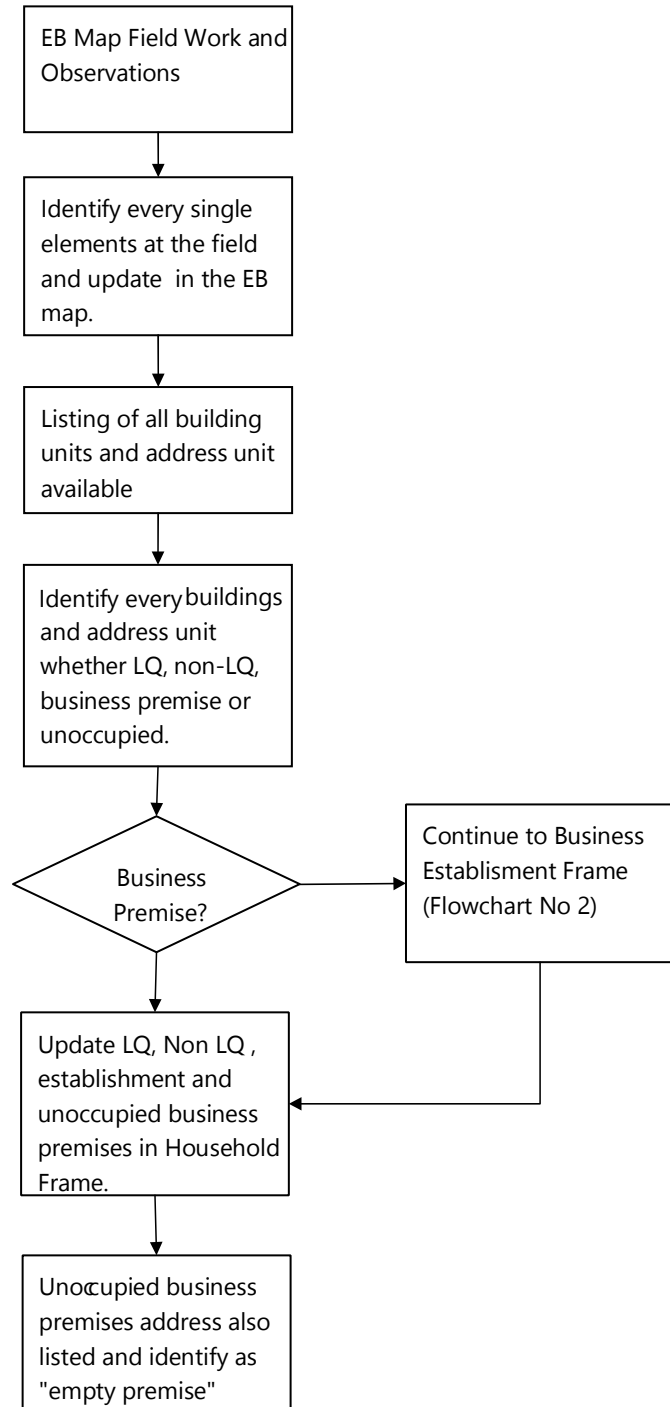 EB Map Field Work and
Observations
Identify every single
elements at the field
and update in the EB
map.
Listing of all building
units and address unit
available
Identify every buildings
and address unit
whether LQ, non-LQ,
business premise or
unoccupied.
Business
Premise?
Continue to Business
Establisment Frame
(Flowchart No 2)
Update LQ, Non LQ ,
establishment and
unoccupied business
premises in Household
Frame.
Unoccupied business
premises address also
listed and identify as
"empty premise"